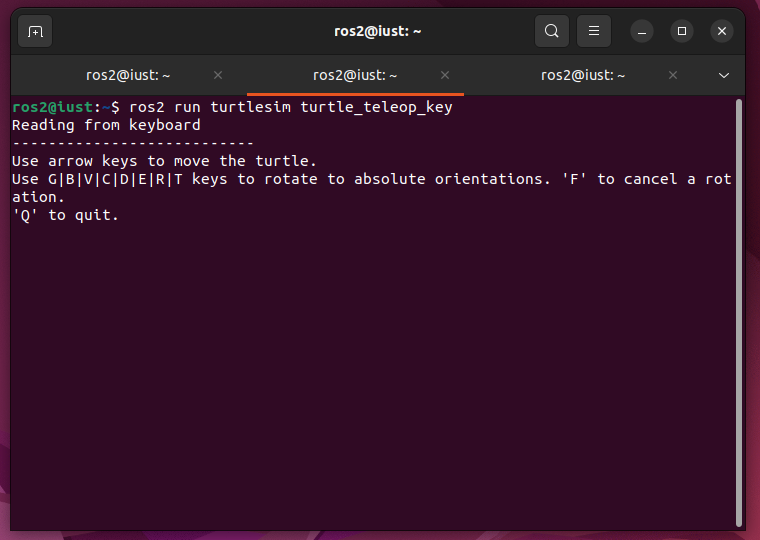 ros2@iust: ~
ros2@iust: ~ ros2@iust: ~ ros2@iust: ~
ros2@iust:~$ ros2 run turtlesim turtle_teleop_key
Reading from keyboard
---------------------------
Use arrow keys to move the turtle.
Use G|B|V|C|D|E|R|T keys to rotate to absolute orientations. 'F' to cancel a rot
ation.
'Q' to quit.